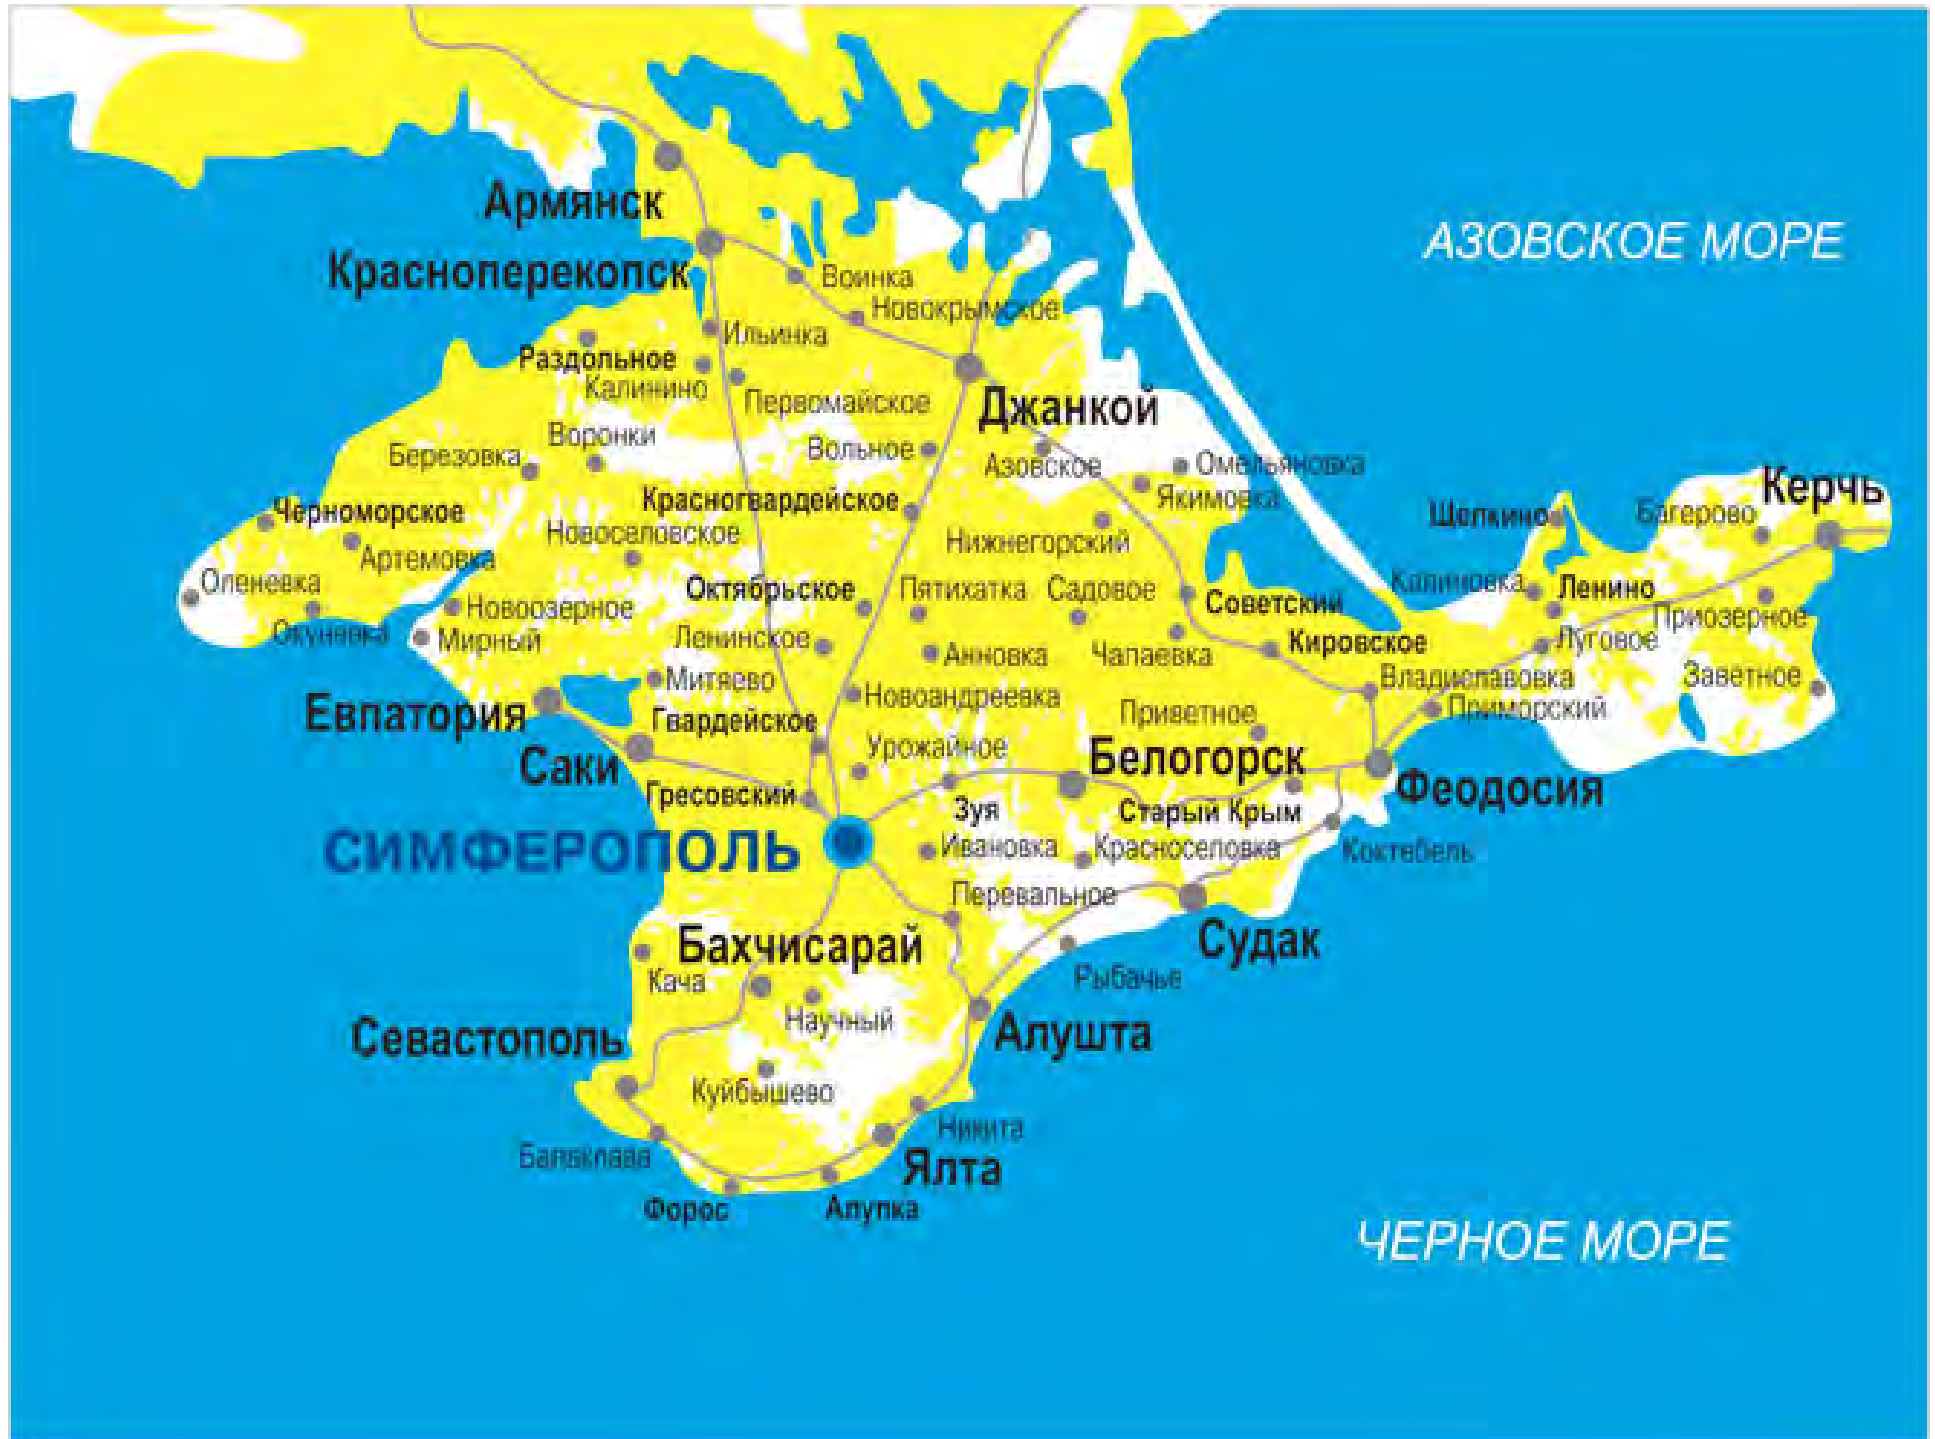 Армянск
АЗОВСКОЕ МОРЕ
Красноперекопск
Воинка
Новокрымское
Ильинка
Раздольное
Калинино
Первомайское
Джанкой
Воронки
Вольное
Березовка
Азовское
Омельяновка
Якимовка
Керчь
Красногвардейское
Черноморское
Щелкино
Багерово
Новоселовское
Нижнегорский
Артемовка
Оленевка
Октябрьское
Пятихатка
Садовое
Калиновка
Ленино
Советский
Новоозерное
Приозерное
Окуневка
Мирный
Ленинское
Кировское
Луговое
Анновка
Чапаевка
Митяево
Владиславовка
Заветное
Новоандреевка
Евпатория
Гвардейское
Приветное
Приморский
Урожайное
Саки
Белогорск
Феодосия
Гресовский
Зуя
Старый Крым
СИМФЕРОПОЛЬ
Ивановка
Красноселовка
Коктебель
Перевальное
Бахчисарай
Судак
Кача
Рыбачье
Научный
Севастополь
Алушта
Куйбышево
Никита
Балаклава
Ялта
Форос
Алупка
ЧЕРНОЕ МОРЕ